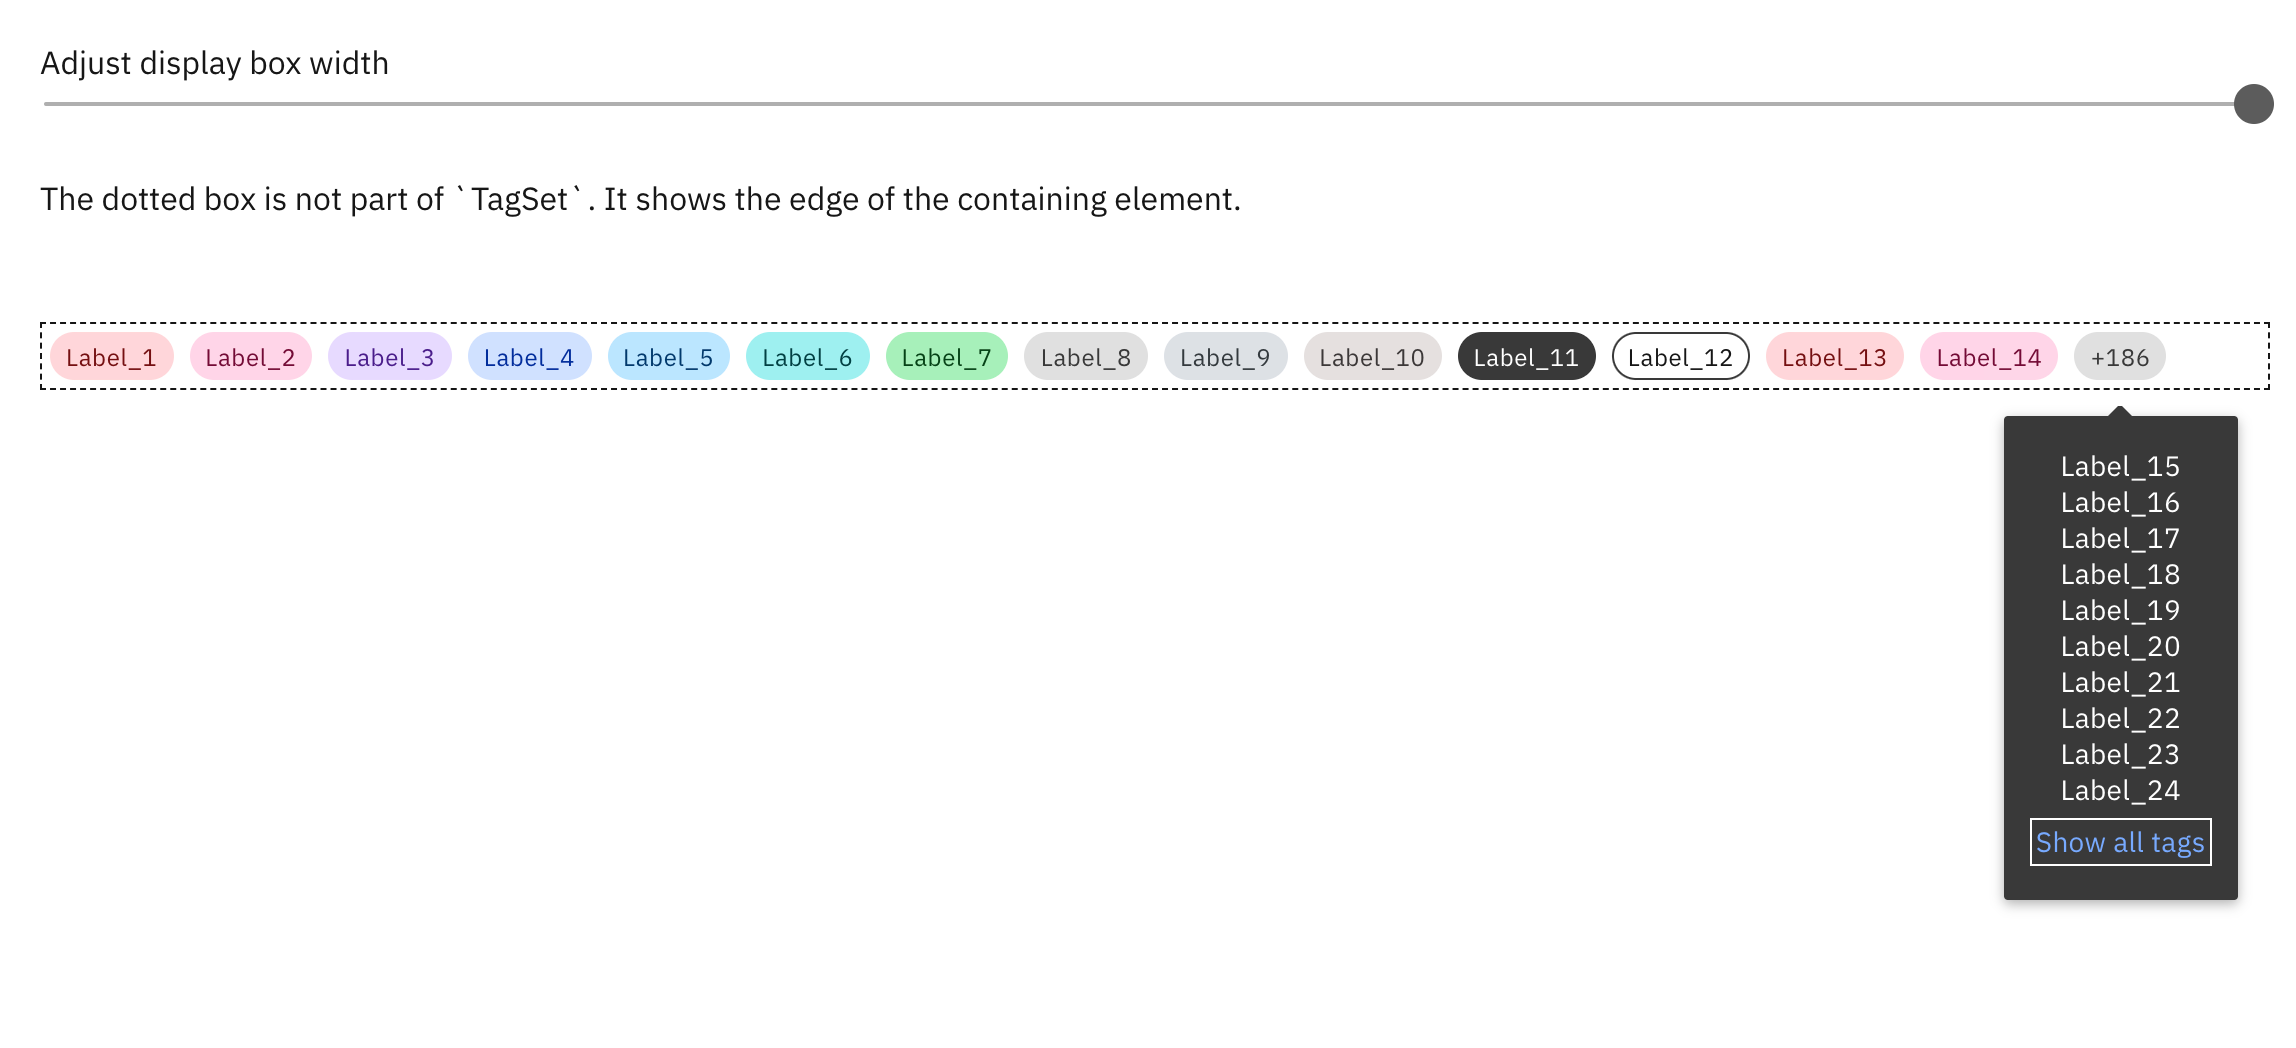 Adjust display box width
The dotted box is not part of `TagSet`. It shows the edge of the containing element.
Label_1 Label_2 Label_3 Label_4 Label_5 Label_6 Label_7 Label_8 Label_9 Label_10 Label_11 Label_12 Label_13 Label_14 +186
Label_15
Label_16
Label_17
Label_18
Label_19
Label_20
Label_21
Label_22
Label_23
Label_24
Show all tags